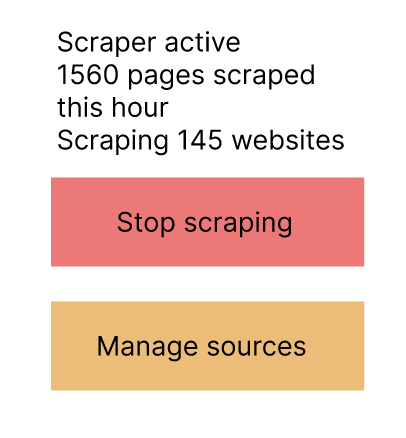 Scraper active
1560 pages scraped
this hour
Scraping 145 websites
Stop scraping
Manage sources